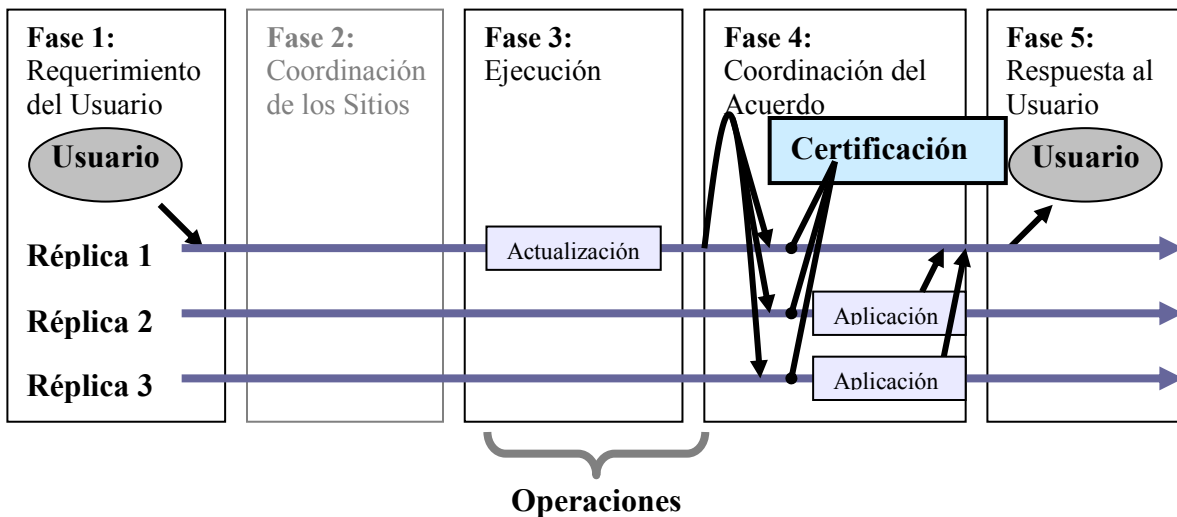 Fase 1:
Requerimiento
del Usuario
Usuario
Fase 2:
Coordinación
de los Sitios
Fase 3:
Ejecución
Fase 4:
Coordinación del
Acuerdo
Certificación
Fase 5:
Respuesta al
Usuario
Usuario
Réplica 1
Actualización
Réplica 2
Aplicación
Réplica 3
Aplicación
Operaciones